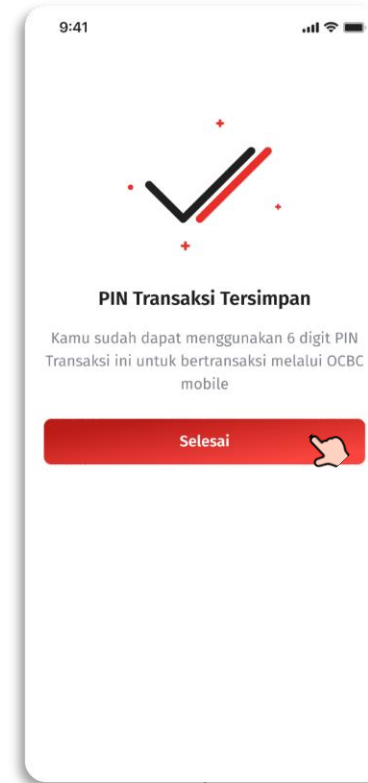 9:41
PIN Transaksi Tersimpan
Kamu sudah dapat menggunakan 6 digit PIN
Transaksi ini untuk bertransaksi melalui OCBC
mobile
Selesai